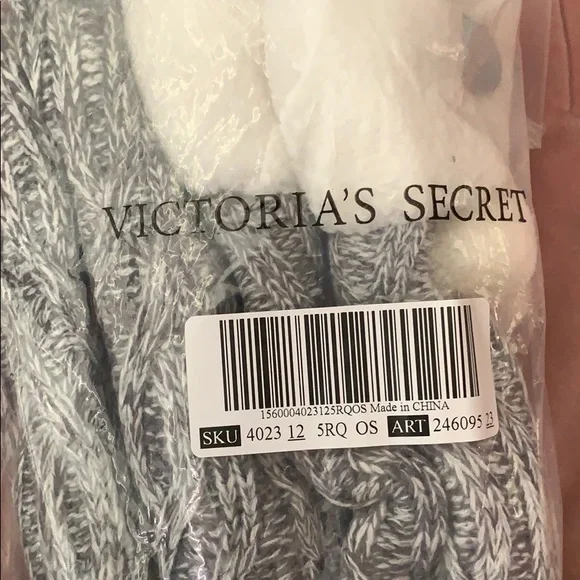 VICTORIA'S SECRET
1560004023125RQOS Made in CHINA
SKU 4023 12 5RQ OS ART 246095 23